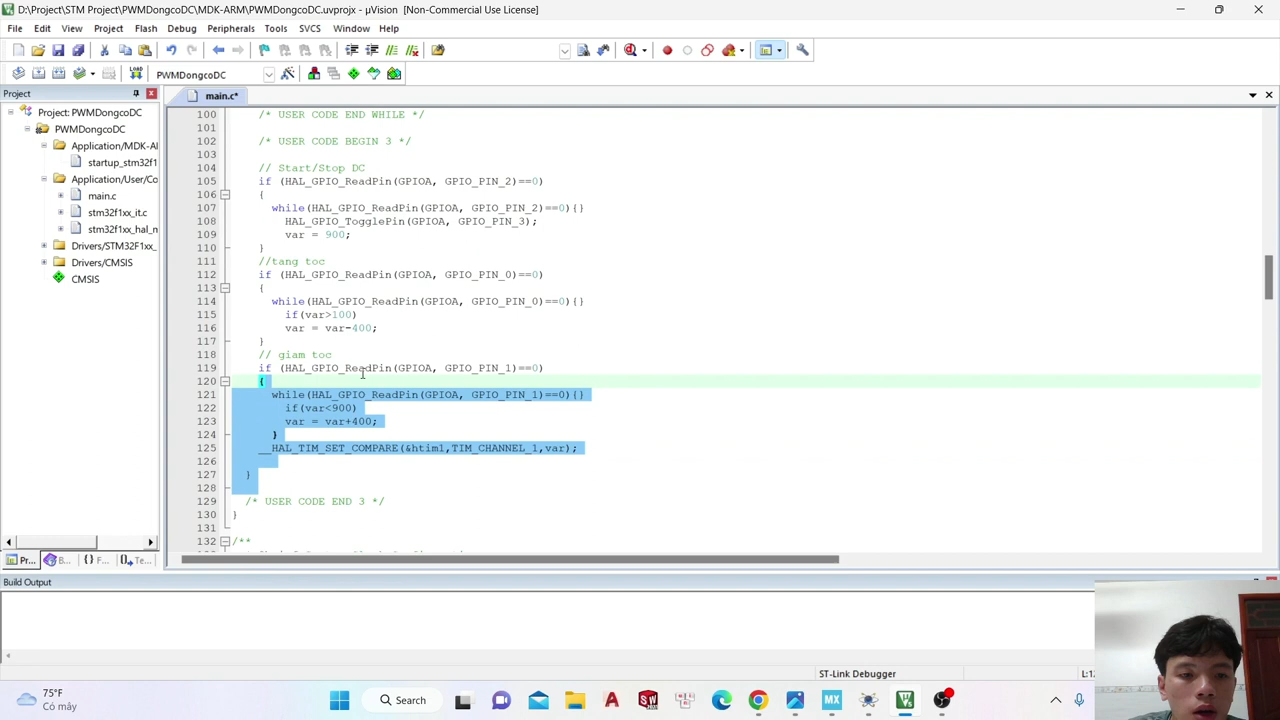 D:\Project\STM Project\PWMDongcoDC\MDK-ARM\PWMDongcoDC.uvprojx - µVision [Non-Commercial Use License]
File Edit View Project Flash Debug Peripherals Tools SVCS Window Help
LOAD PWMDongcoDC
Project
main.c*
Project: PWMDongcoDC
PWMDongcoDC
Application/MDK-AR
startup_stm32f1
Application/User/Co
main.c
stm32f1xx_it.c
stm32f1xx_hal_m
Drivers/STM32F1xx_
Drivers/CMSIS
CMSIS
100 /* USER CODE END WHILE */
101
102 /* USER CODE BEGIN 3 */
103
104 // Start/Stop DC
105 if (HAL_GPIO_ReadPin(GPIOA, GPIO_PIN_2)==0)
106 {
107 while(HAL_GPIO_ReadPin(GPIOA, GPIO_PIN_2)==0){}
108 HAL_GPIO_TogglePin(GPIOA, GPIO_PIN_3);
109 var = 900;
110 }
111 //tang toc
112 if (HAL_GPIO_ReadPin(GPIOA, GPIO_PIN_0)==0)
113 {
114 while(HAL_GPIO_ReadPin(GPIOA, GPIO_PIN_0)==0){}
115 if(var>100)
116 var = var-400;
117 }
118 // giam toc
119 if (HAL_GPIO_ReadPin(GPIOA, GPIO_PIN_1)==0)
120 {
121 while(HAL_GPIO_ReadPin(GPIOA, GPIO_PIN_1)==0){}
122 if(var<900)
123 var = var+400;
124 }
125 __HAL_TIM_SET_COMPARE(&htim1,TIM_CHANNEL_1,var);
126
127 }
128
129 /* USER CODE END 3 */
130 }
131
132 /**
Pr... B... {} F... Te...
Build Output
ST-Link Debugger
75°F
Có mây
Search
MX